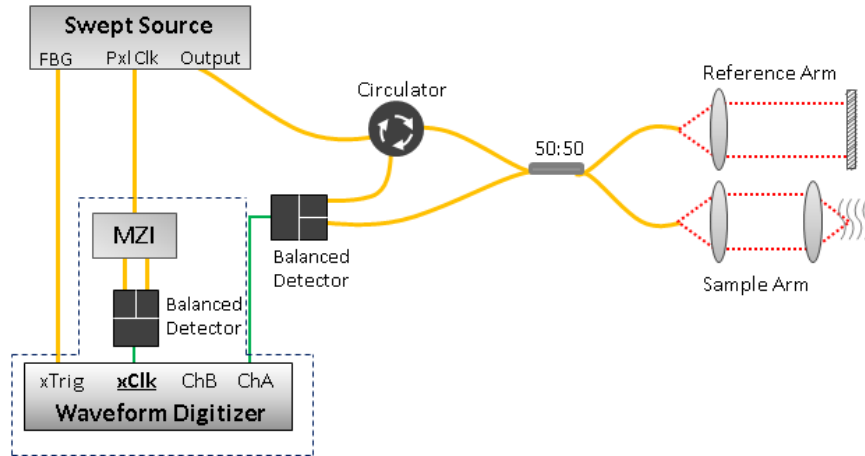 Swept Source
FBG Pxl Clk Output
Circulator
Reference Arm
50:50
MZI
Balanced
Detector
Balanced
Detector
Sample Arm
xTrig xClk ChB ChA
Waveform Digitizer